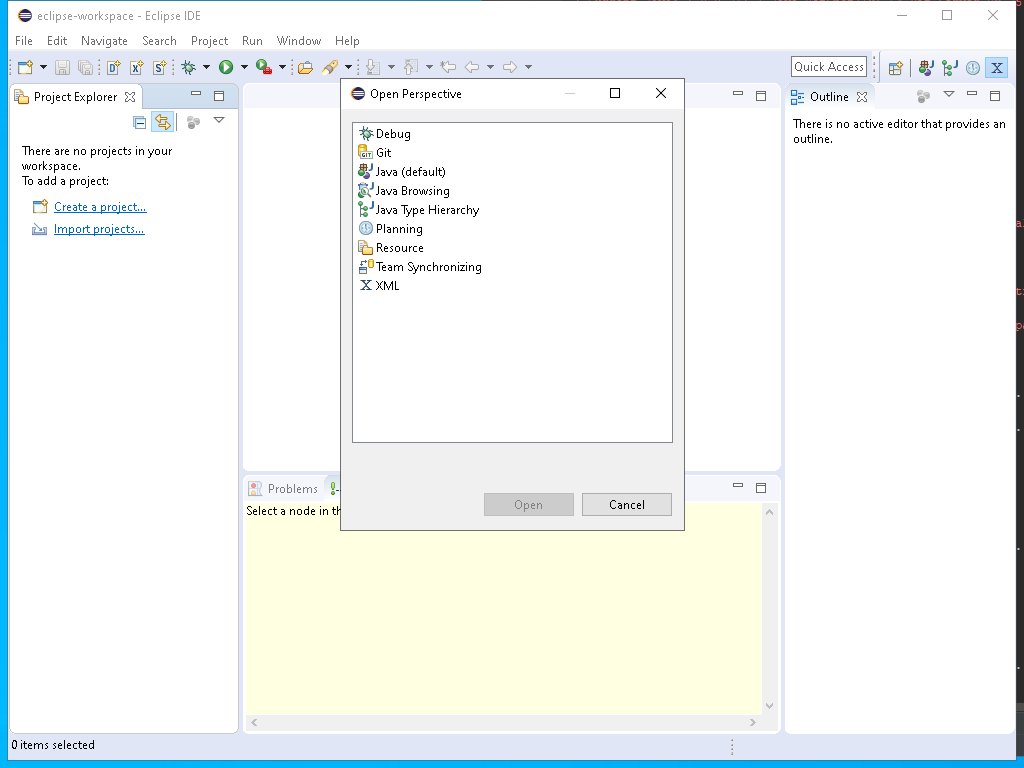 eclipse-workspace - Eclipse IDE
File Edit Navigate Search Project Run Window Help
Quick Access
Project Explorer
There are no projects in your
workspace.
To add a project:
Create a project...
Import projects...
Open Perspective
Debug
Git
Java (default)
Java Browsing
Java Type Hierarchy
Planning
Resource
Team Synchronizing
XML
Open Cancel
Outline
There is no active editor that provides an
outline.
Problems
Select a node in th
0 items selected